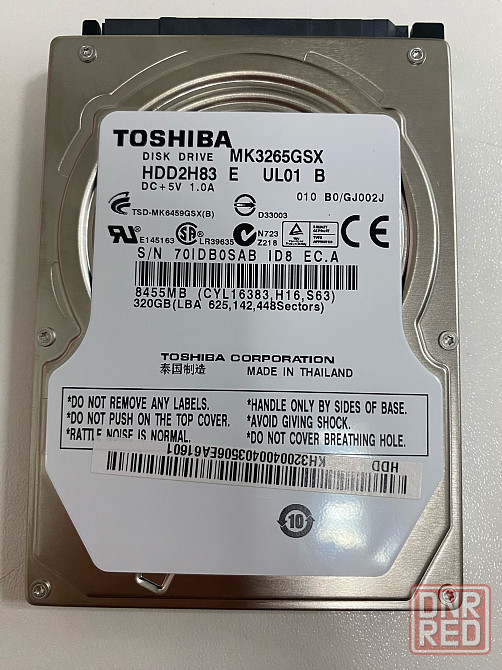 TOSHIBA
DISK DRIVE MK3265GSX
HDD2H83 E UL01 B
DC+5V 1.0A
010 B0/GJ002J
TSD-MK6459GSX(B)
D33003
E145163
LR39635
N723
Z218
S/N 70IDB0SAB ID8 EC.A
8455MB (CYL16383,H16,S63)
320GB(LBA 625,142,448Sectors)
TOSHIBA CORPORATION
泰国制造 MADE IN THAILAND
*DO NOT REMOVE ANY LABELS. *HANDLE ONLY BY SIDES OF BASE.
*DO NOT PUSH ON THE TOP COVER. *AVOID GIVING SHOCK.
*RATTLE NOISE IS NORMAL. *DO NOT COVER BREATHING HOLE.
HDD
KH3200400403506EA61601
10
DNR
RED